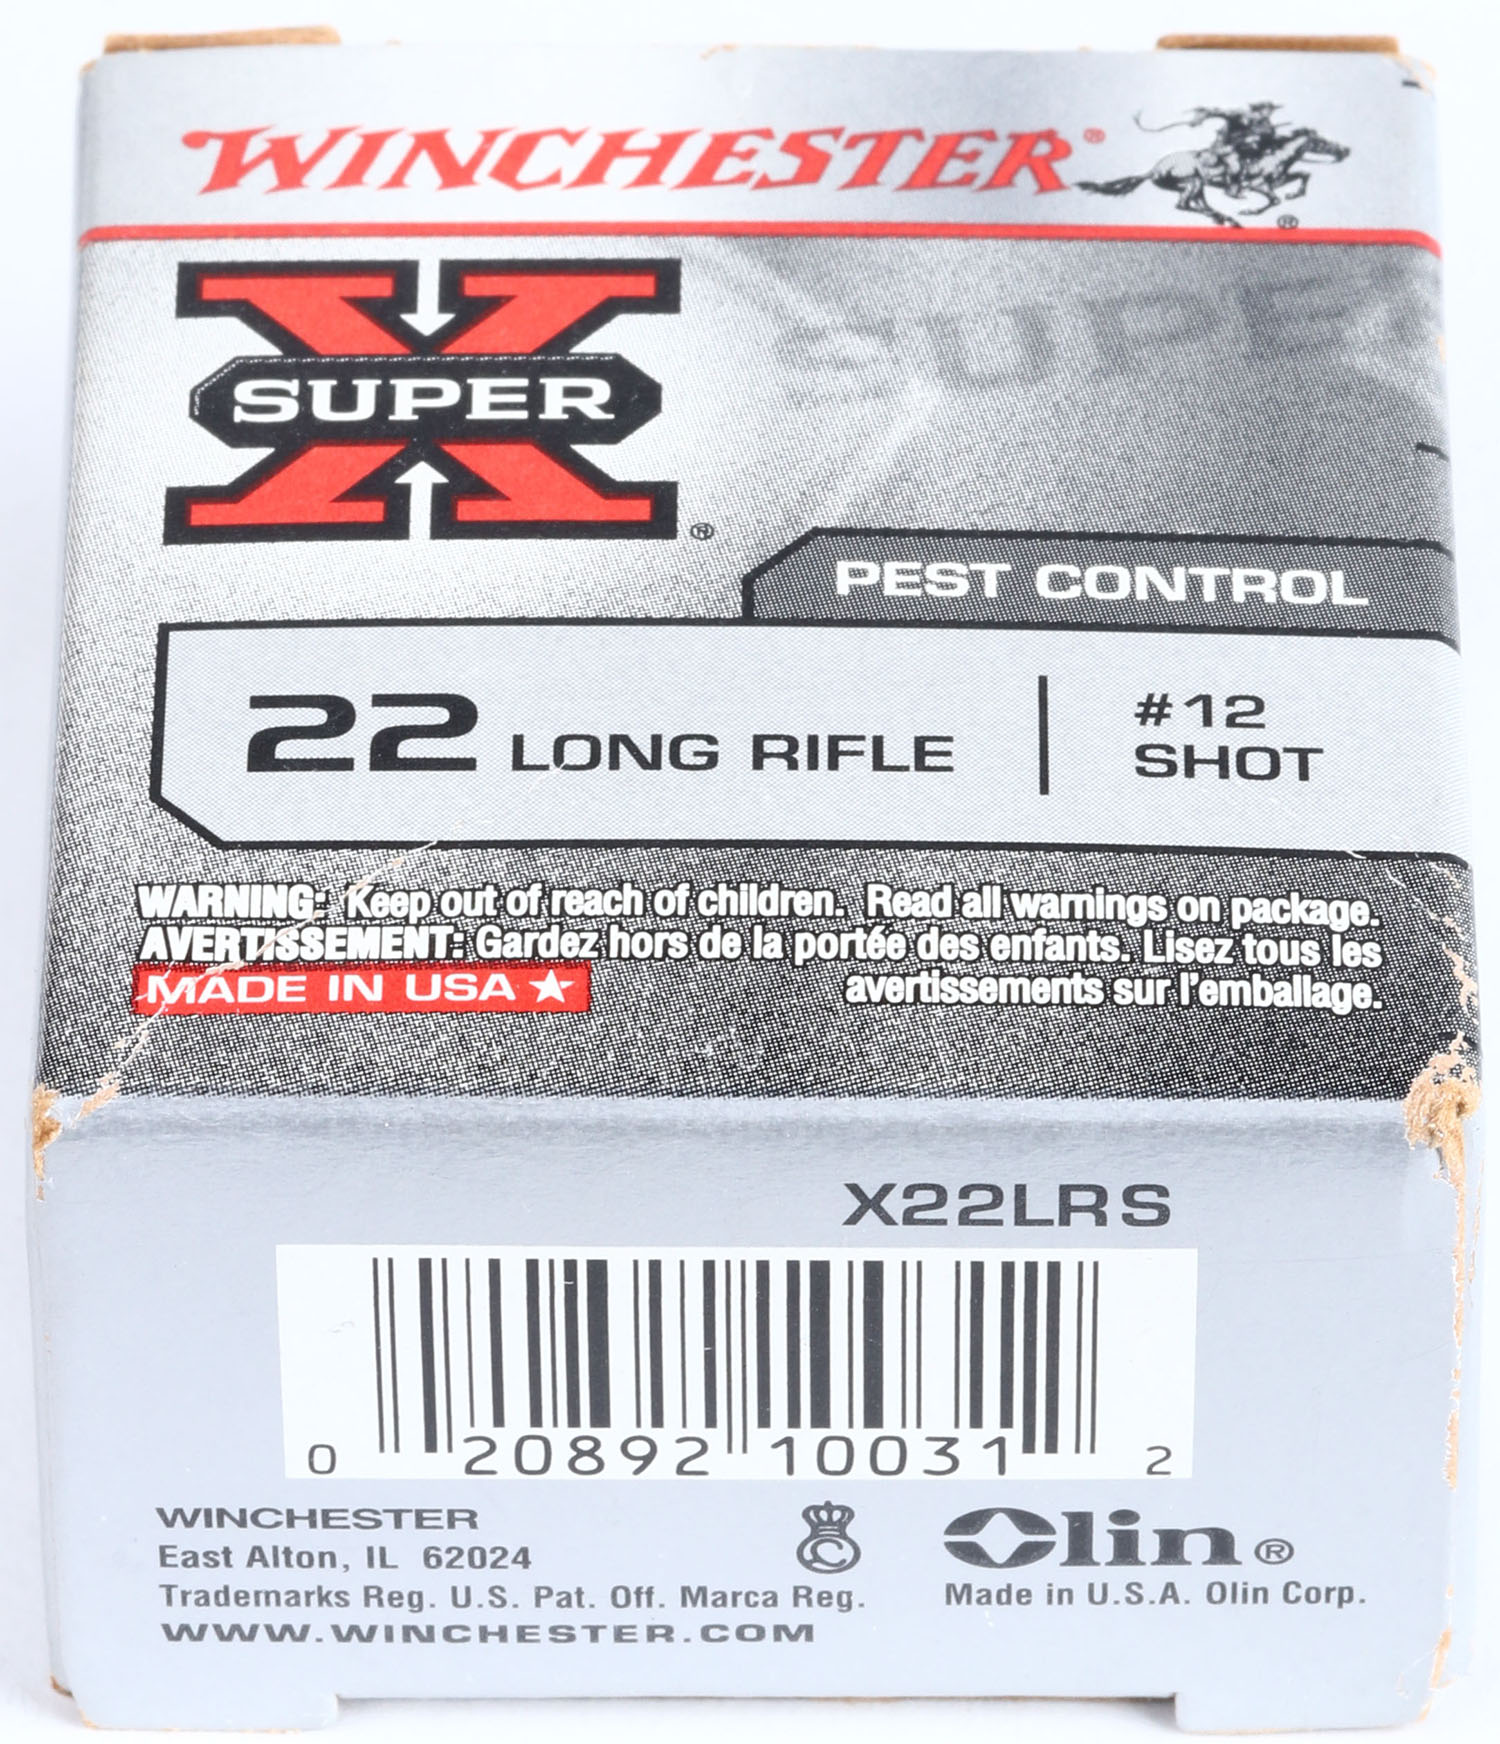 WINCHESTER®
®
SUPE
X
SUPER
®
PEST CONTROL
22 LONG RIFLE
#12
SHOT
WARNING: Keep out of reach of children. Read all warnings on package.
AVERTISSEMENT: Gardez hors de la portée des enfants. Lisez tous les
avertissements sur l'emballage.
MADE IN USA
X22LRS
0 20892 10031 2
WINCHESTER
East Alton, IL 62024
Trademarks Reg. U.S. Pat. Off. Marca Reg.
WWW.WINCHESTER.COM
C
Olin®
Made in U.S.A. Olin Corp.